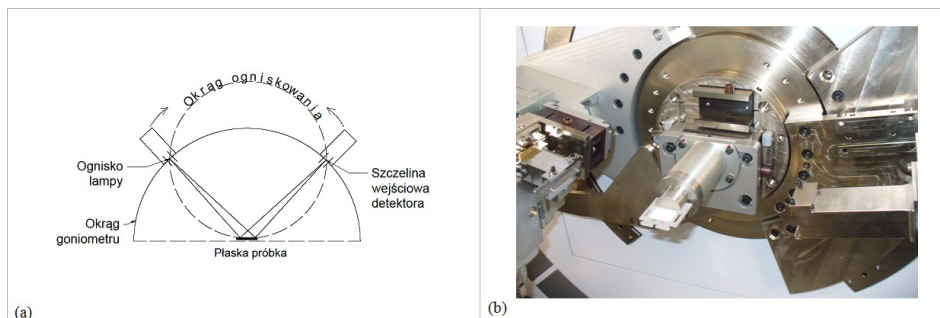 Okrąg ogniskowania
Ognisko
lampy
Szczelina
wejściowa
detektora
Okrąg
goniometru
Płaska próbka
(a)
(b)